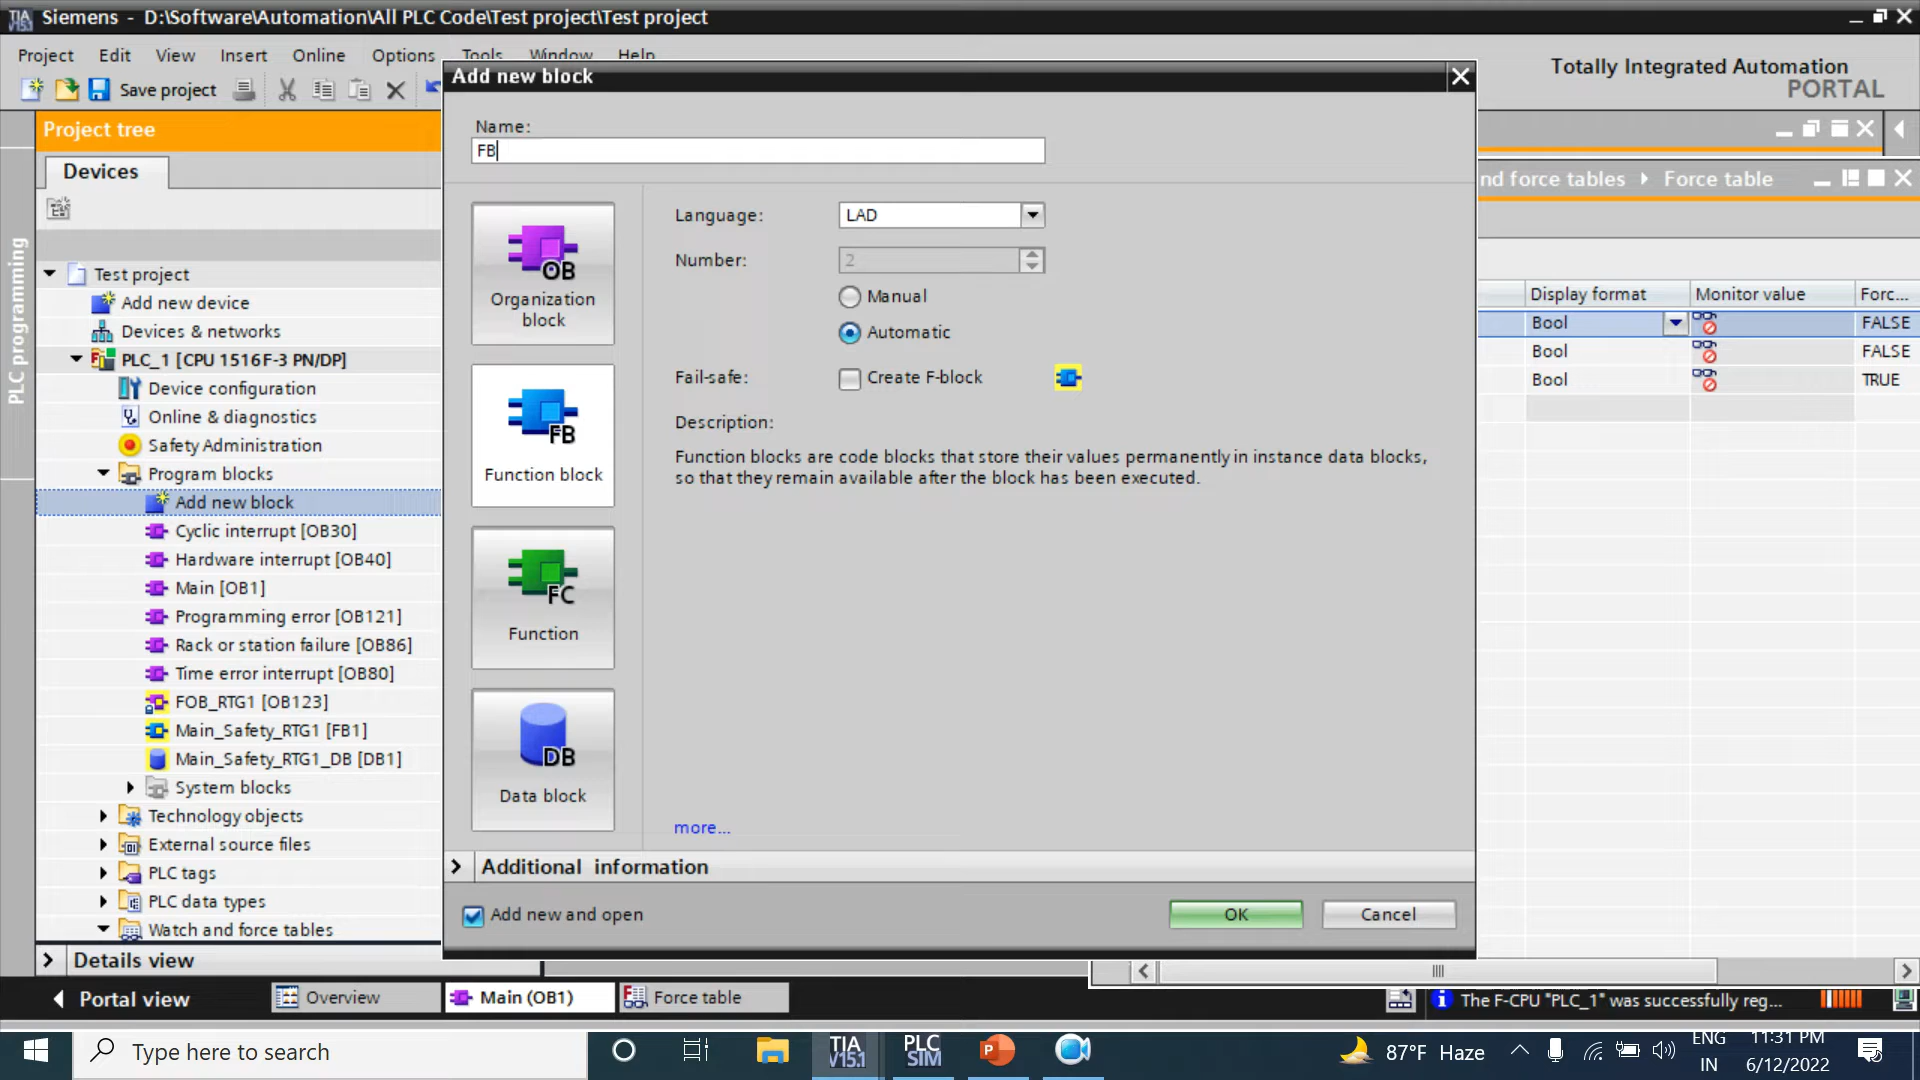 TIA V15.1 Siemens - D:\Software\Automation\All PLC Code\Test project\Test project
Project Edit View Insert Online Options Tools Window Help
Save project
Totally Integrated Automation
PORTAL
Project tree
Devices
PLC programming
Test project
Add new device
Devices & networks
PLC_1 [CPU 1516F-3 PN/DP]
Device configuration
Online & diagnostics
Safety Administration
Program blocks
Add new block
Cyclic interrupt [OB30]
Hardware interrupt [OB40]
Main [OB1]
Programming error [OB121]
Rack or station failure [OB86]
Time error interrupt [OB80]
FOB_RTG1 [OB123]
Main_Safety_RTG1 [FB1]
Main_Safety_RTG1_DB [DB1]
System blocks
Technology objects
External source files
PLC tags
PLC data types
Watch and force tables
Details view
Add new block
Name:
FB
OB
Organization
block
FB
Function block
FC
Function
DB
Data block
Language: LAD
Number: 2
Manual
Automatic
Fail-safe: Create F-block
Description:
Function blocks are code blocks that store their values permanently in instance data blocks,
so that they remain available after the block has been executed.
more...
Additional information
Add new and open
OK Cancel
nd force tables Force table
Display format Monitor value Forc...
Bool FALSE
Bool FALSE
Bool TRUE
Portal view Overview Main (OB1) Force table
The F-CPU "PLC_1" was successfully reg...
Type here to search
TIA
V15.1
PLC
SIM
P
87°F Haze
ENG
IN
11:31 PM
6/12/2022